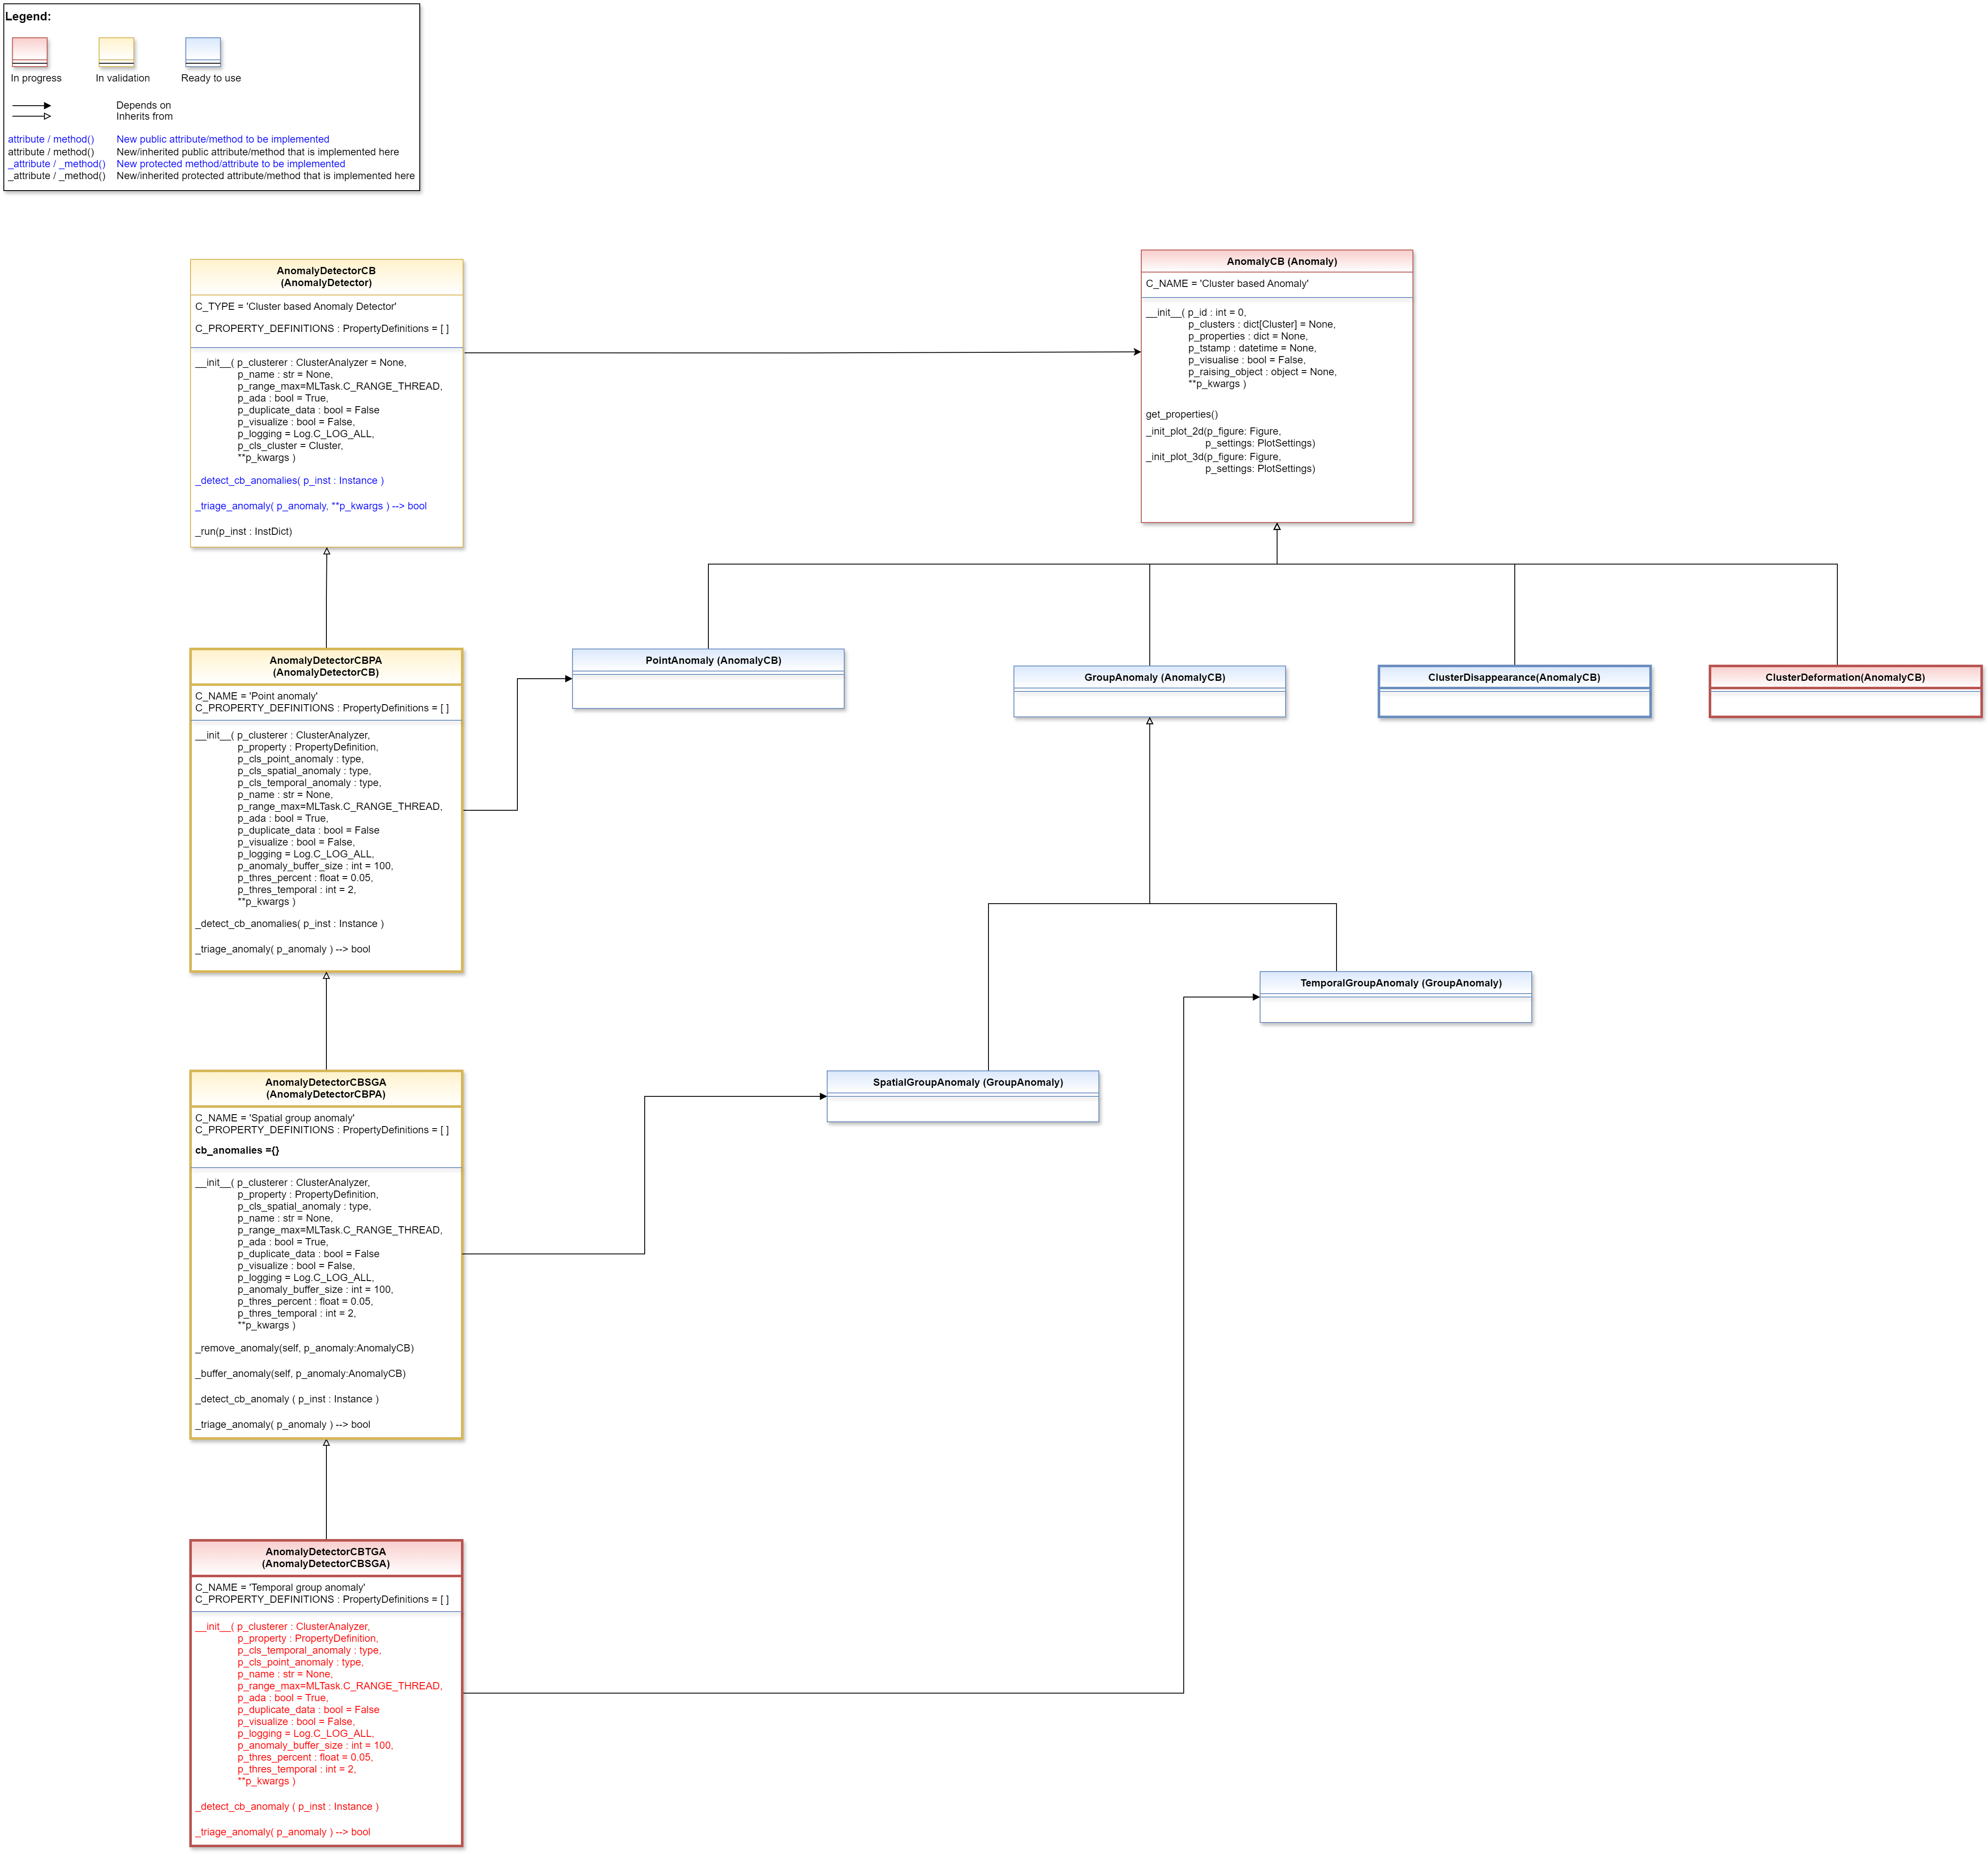 Legend:
In progress
In validation
Ready to use
Depends on
Inherits from
attribute / method() New public attribute/method to be implemented
attribute / method() New/inherited public attribute/method that is implemented here
_attribute / _method() New protected method/attribute to be implemented
_attribute / _method() New/inherited protected attribute/method that is implemented here
AnomalyDetectorCB
(AnomalyDetector)
C_TYPE = 'Cluster based Anomaly Detector'
C_PROPERTY_DEFINITIONS : PropertyDefinitions = [ ]
__init__( p_clusterer : ClusterAnalyzer = None,
p_name : str = None,
p_range_max=MLTask.C_RANGE_THREAD,
p_ada : bool = True,
p_duplicate_data : bool = False
p_visualize : bool = False,
p_logging = Log.C_LOG_ALL,
p_cls_cluster = Cluster,
**p_kwargs )
_detect_cb_anomalies( p_inst : Instance )
_triage_anomaly( p_anomaly, **p_kwargs ) --> bool
_run(p_inst : InstDict)
AnomalyCB (Anomaly)
C_NAME = 'Cluster based Anomaly'
__init__( p_id : int = 0,
p_clusters : dict[Cluster] = None,
p_properties : dict = None,
p_tstamp : datetime = None,
p_visualise : bool = False,
p_raising_object : object = None,
**p_kwargs )
get_properties()
_init_plot_2d(p_figure: Figure,
p_settings: PlotSettings)
_init_plot_3d(p_figure: Figure,
p_settings: PlotSettings)
AnomalyDetectorCBPA
(AnomalyDetectorCB)
C_NAME = 'Point anomaly'
C_PROPERTY_DEFINITIONS : PropertyDefinitions = [ ]
__init__( p_clusterer : ClusterAnalyzer,
p_property : PropertyDefinition,
p_cls_point_anomaly : type,
p_cls_spatial_anomaly : type,
p_cls_temporal_anomaly : type,
p_name : str = None,
p_range_max=MLTask.C_RANGE_THREAD,
p_ada : bool = True,
p_duplicate_data : bool = False
p_visualize : bool = False,
p_logging = Log.C_LOG_ALL,
p_anomaly_buffer_size : int = 100,
p_thres_percent : float = 0.05,
p_thres_temporal : int = 2,
**p_kwargs )
_detect_cb_anomalies( p_inst : Instance )
_triage_anomaly( p_anomaly ) --> bool
PointAnomaly (AnomalyCB)
GroupAnomaly (AnomalyCB)
ClusterDisappearance(AnomalyCB)
ClusterDeformation(AnomalyCB)
TemporalGroupAnomaly (GroupAnomaly)
SpatialGroupAnomaly (GroupAnomaly)
AnomalyDetectorCBSGA
(AnomalyDetectorCBPA)
C_NAME = 'Spatial group anomaly'
C_PROPERTY_DEFINITIONS : PropertyDefinitions = [ ]
cb_anomalies ={}
__init__( p_clusterer : ClusterAnalyzer,
p_property : PropertyDefinition,
p_cls_spatial_anomaly : type,
p_name : str = None,
p_range_max=MLTask.C_RANGE_THREAD,
p_ada : bool = True,
p_duplicate_data : bool = False
p_visualize : bool = False,
p_logging = Log.C_LOG_ALL,
p_anomaly_buffer_size : int = 100,
p_thres_percent : float = 0.05,
p_thres_temporal : int = 2,
**p_kwargs )
_remove_anomaly(self, p_anomaly:AnomalyCB)
_buffer_anomaly(self, p_anomaly:AnomalyCB)
_detect_cb_anomaly ( p_inst : Instance )
_triage_anomaly( p_anomaly ) --> bool
AnomalyDetectorCBTGA
(AnomalyDetectorCBSGA)
C_NAME = 'Temporal group anomaly'
C_PROPERTY_DEFINITIONS : PropertyDefinitions = [ ]
__init__( p_clusterer : ClusterAnalyzer,
p_property : PropertyDefinition,
p_cls_temporal_anomaly : type,
p_cls_point_anomaly : type,
p_name : str = None,
p_range_max=MLTask.C_RANGE_THREAD,
p_ada : bool = True,
p_duplicate_data : bool = False
p_visualize : bool = False,
p_logging = Log.C_LOG_ALL,
p_anomaly_buffer_size : int = 100,
p_thres_percent : float = 0.05,
p_thres_temporal : int = 2,
**p_kwargs )
_detect_cb_anomaly ( p_inst : Instance )
_triage_anomaly( p_anomaly ) --> bool